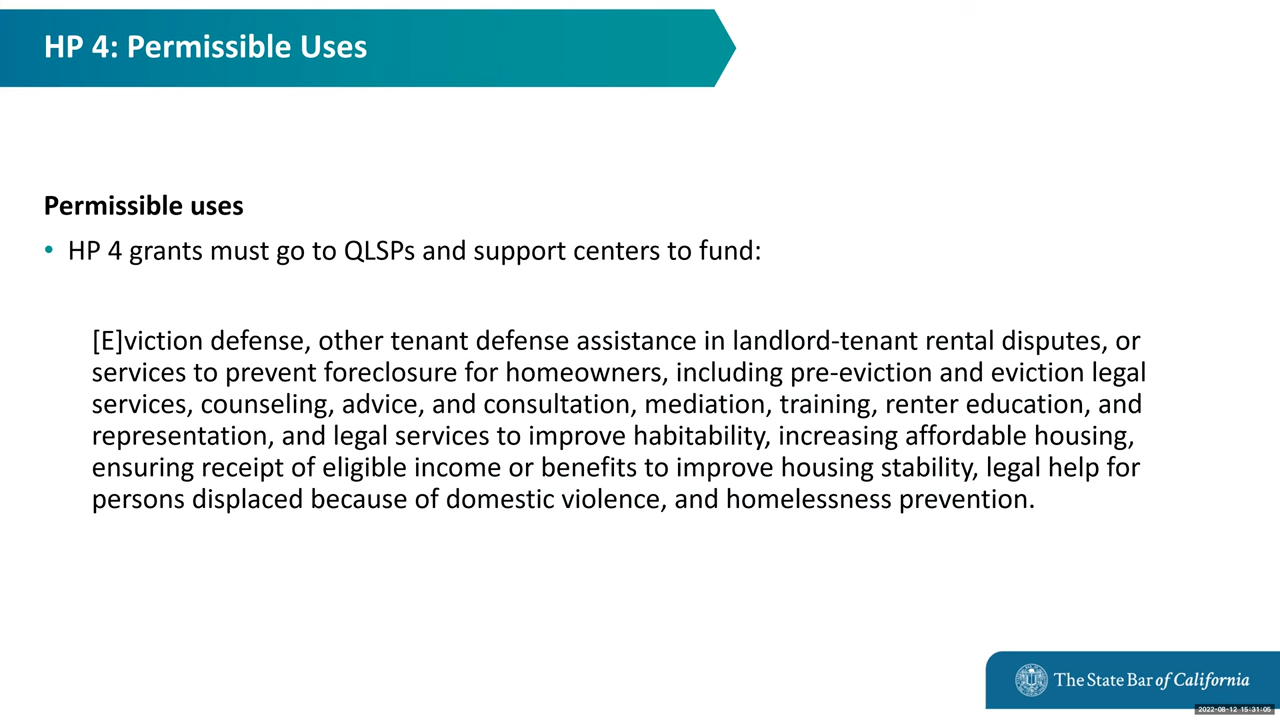 HP 4: Permissible Uses
Permissible uses
• HP 4 grants must go to QLSPs and support centers to fund:
[E]viction defense, other tenant defense assistance in landlord-tenant rental disputes, or
services to prevent foreclosure for homeowners, including pre-eviction and eviction legal
services, counseling, advice, and consultation, mediation, training, renter education, and
representation, and legal services to improve habitability, increasing affordable housing,
ensuring receipt of eligible income or benefits to improve housing stability, legal help for
persons displaced because of domestic violence, and homelessness prevention.
The State Bar of California
2022-08-12 15:31:05